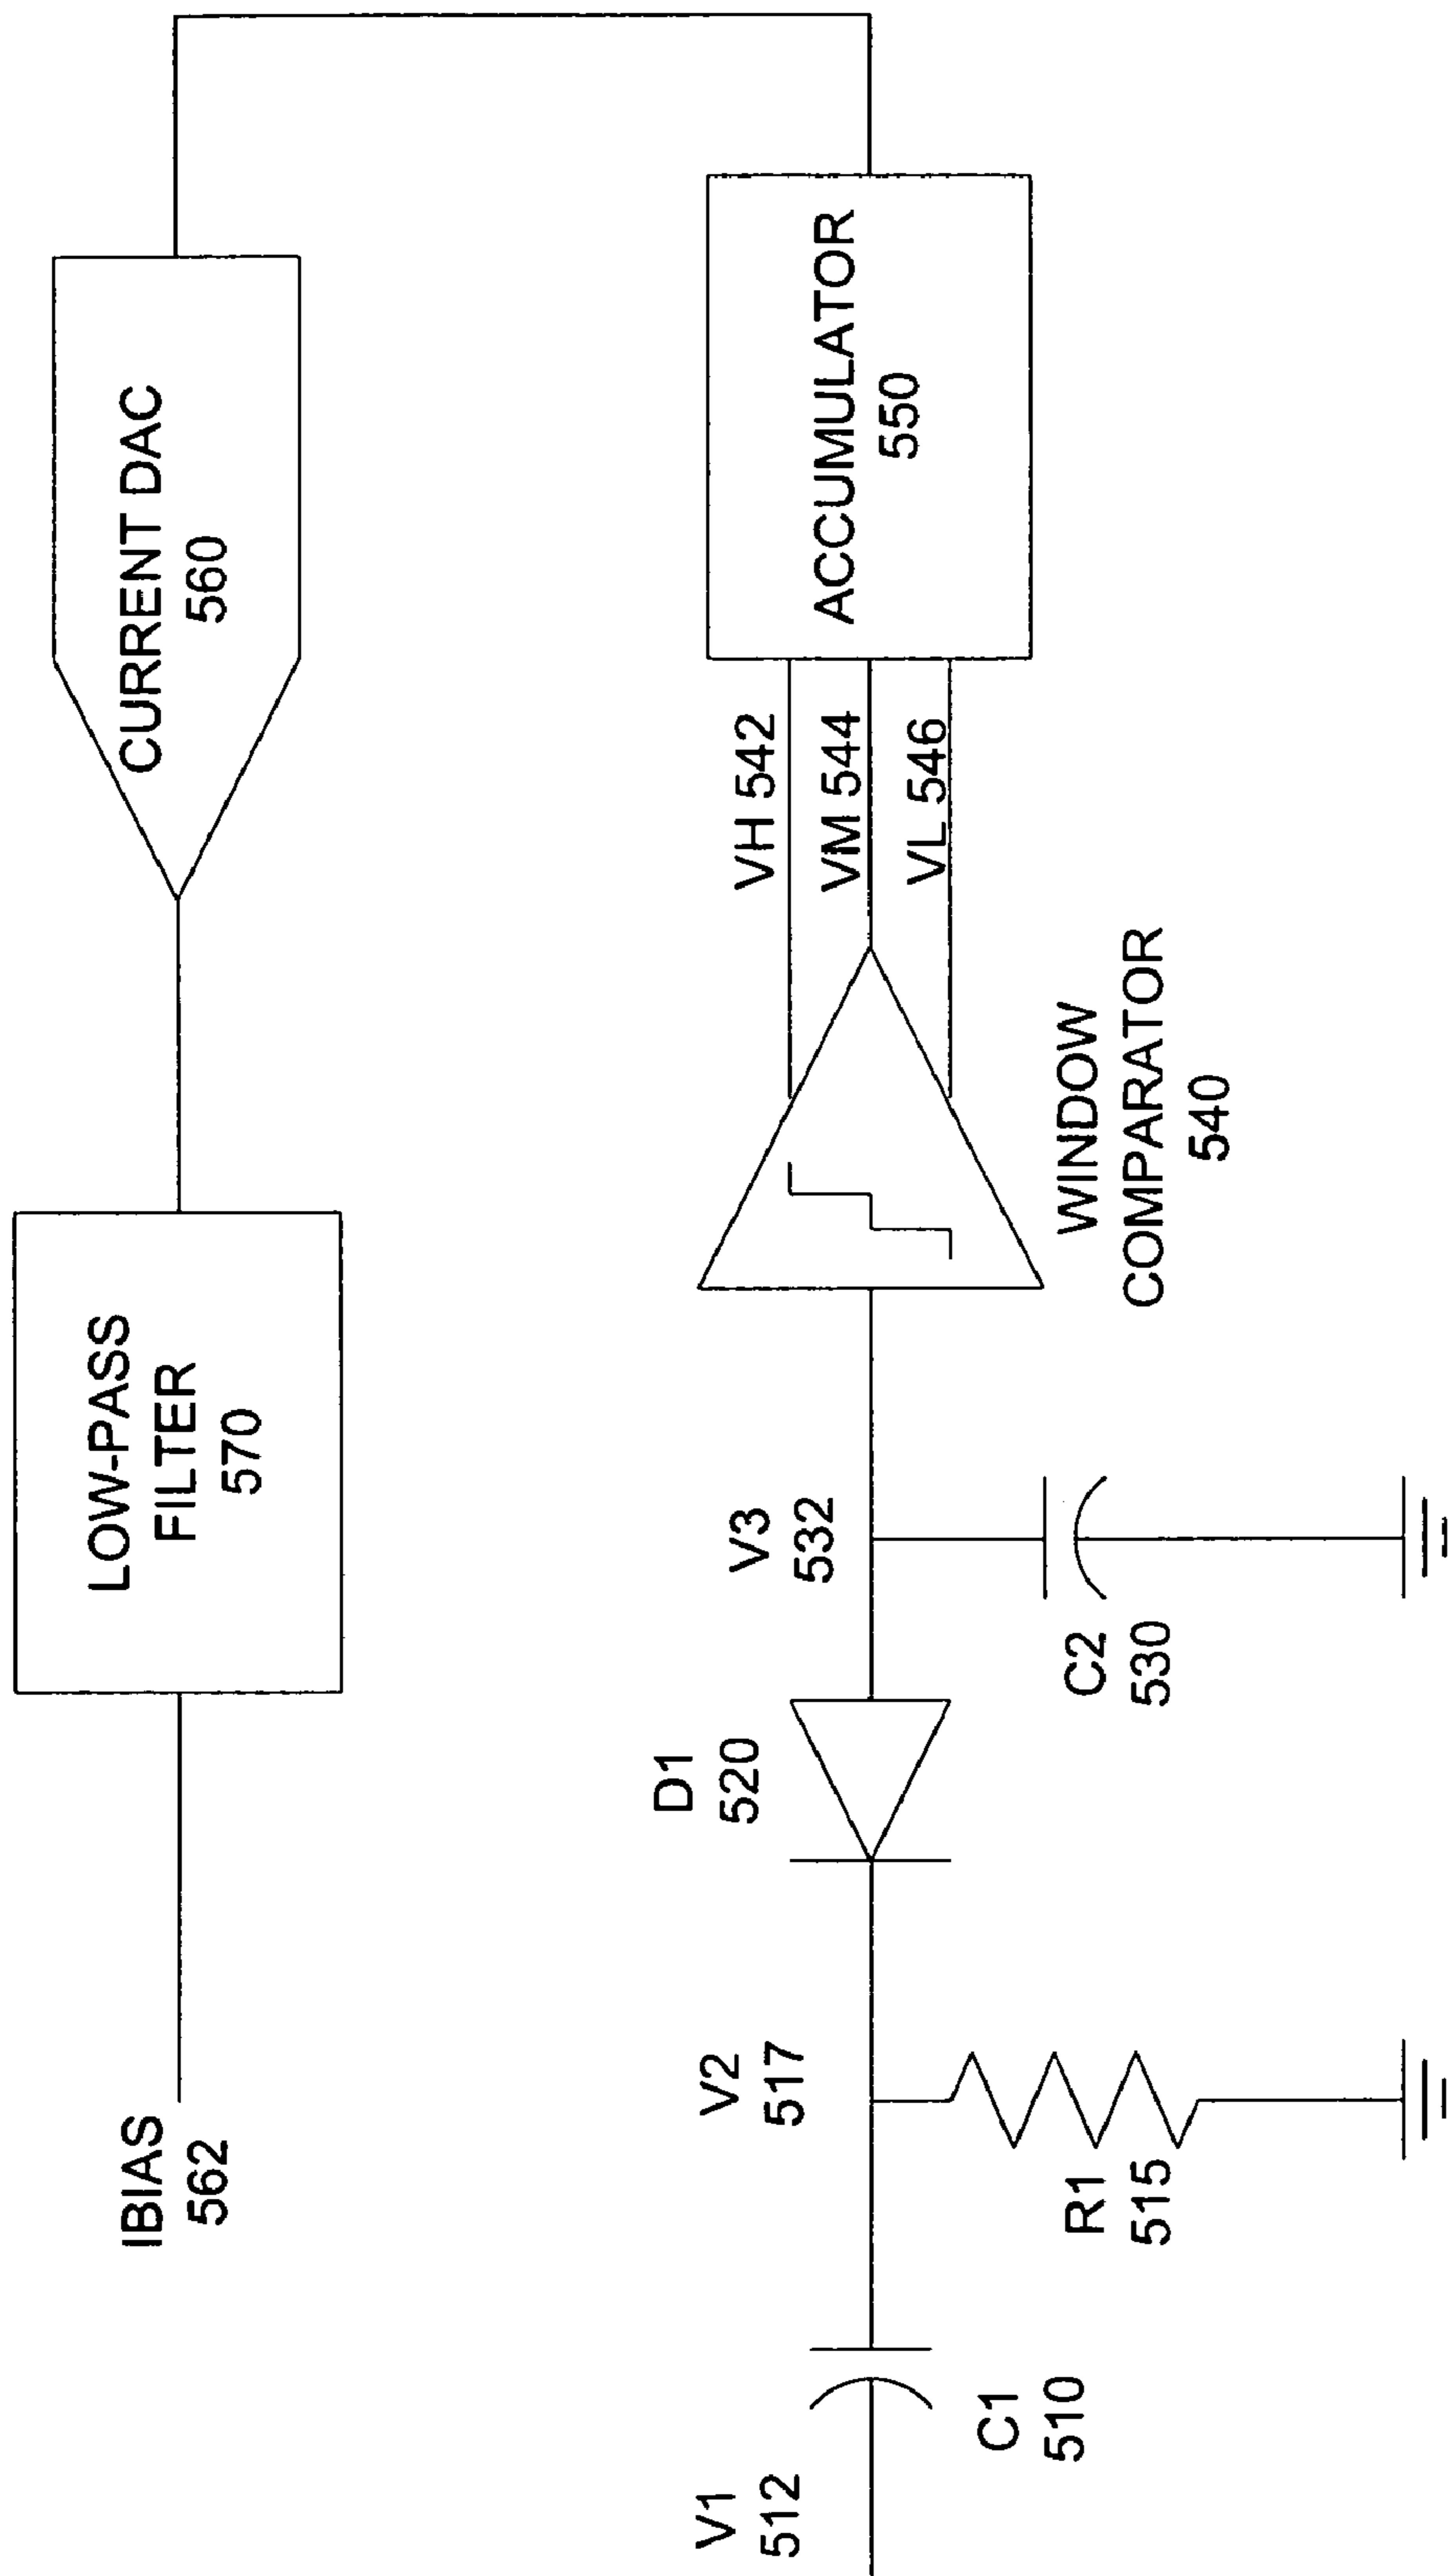 IBIAS
562
LOW-PASS
FILTER
570
CURRENT DAC
560
V1
512
C1
510
V2
517
R1
515
D1
520
V3
532
C2
530
WINDOW
COMPARATOR
540
VH 542
VM 544
VL 546
ACCUMULATOR
550